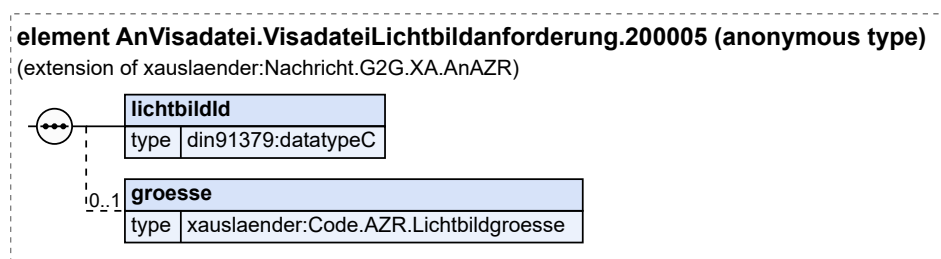 element AnVisadatei.VisadateiLichtbildanforderung.200005 (anonymous type)
(extension of xauslaender:Nachricht.G2G.XA.AnAZR)
lichtbildId
type din91379:datatypeC
0..1
groesse
type xauslaender:Code.AZR.Lichtbildgroesse